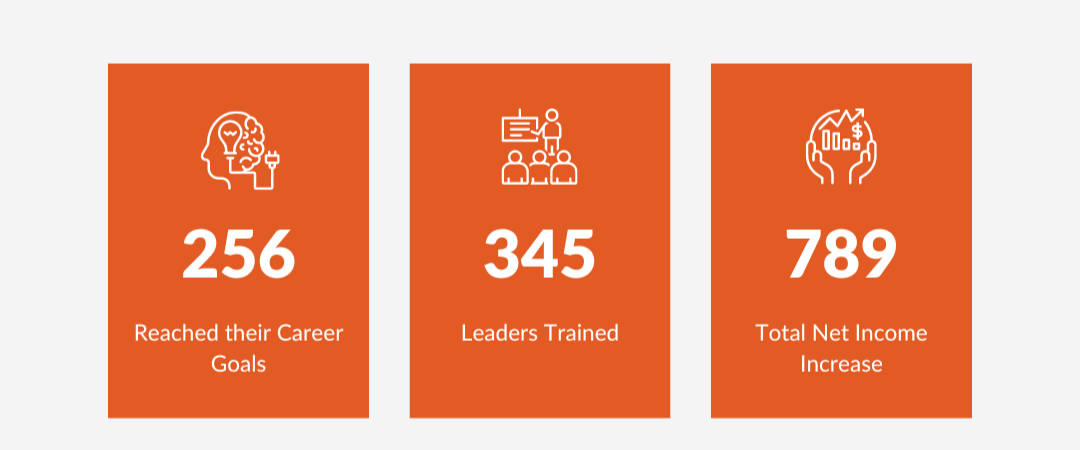 256
Reached their Career
Goals
345
Leaders Trained
$
789
Total Net Income
Increase